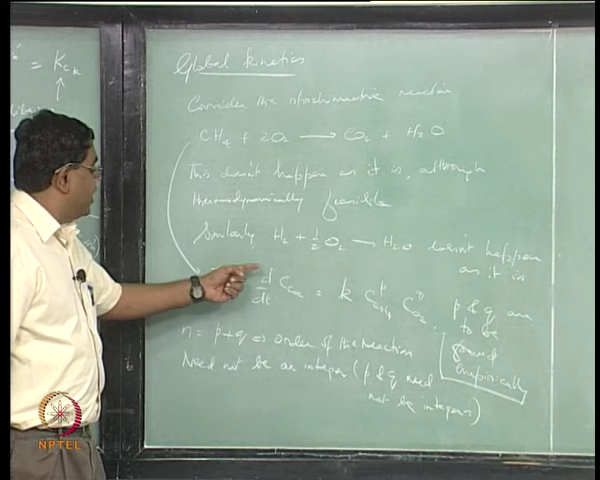 = K_Ck
Global kinetics
Consider the stoichiometric reaction
CH4 + 2O2 → CO2 + H2O
This doesn't happen as it is, although
thermodynamically feasible
Similarly H2 + 1/2 O2 → H2O doesn't happen
as it is
d/dt C_CO2 = k C_CH4^p C_O2^q, p & q are
to be
found
empirically
n = p+q = order of the reaction
Need not be an integer (p & q need
not be integers)
NPTEL